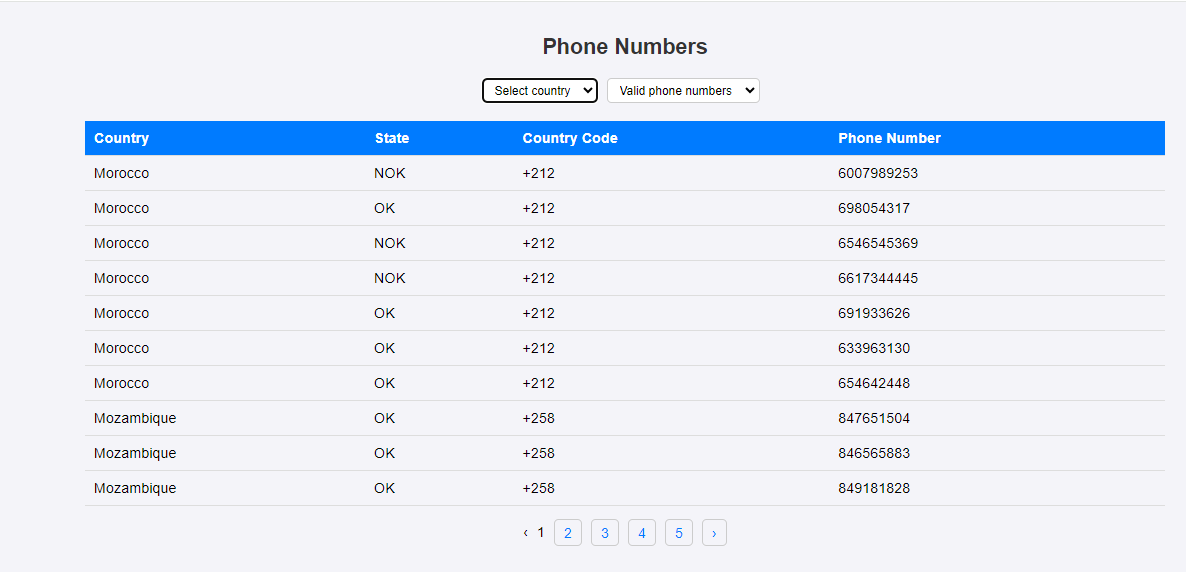 Phone Numbers
Select country Valid phone numbers
Country State Country Code Phone Number
Morocco NOK +212 6007989253
Morocco OK +212 698054317
Morocco NOK +212 6546545369
Morocco NOK +212 6617344445
Morocco OK +212 691933626
Morocco OK +212 633963130
Morocco OK +212 654642448
Mozambique OK +258 847651504
Mozambique OK +258 846565883
Mozambique OK +258 849181828
‹ 1 2 3 4 5 ›